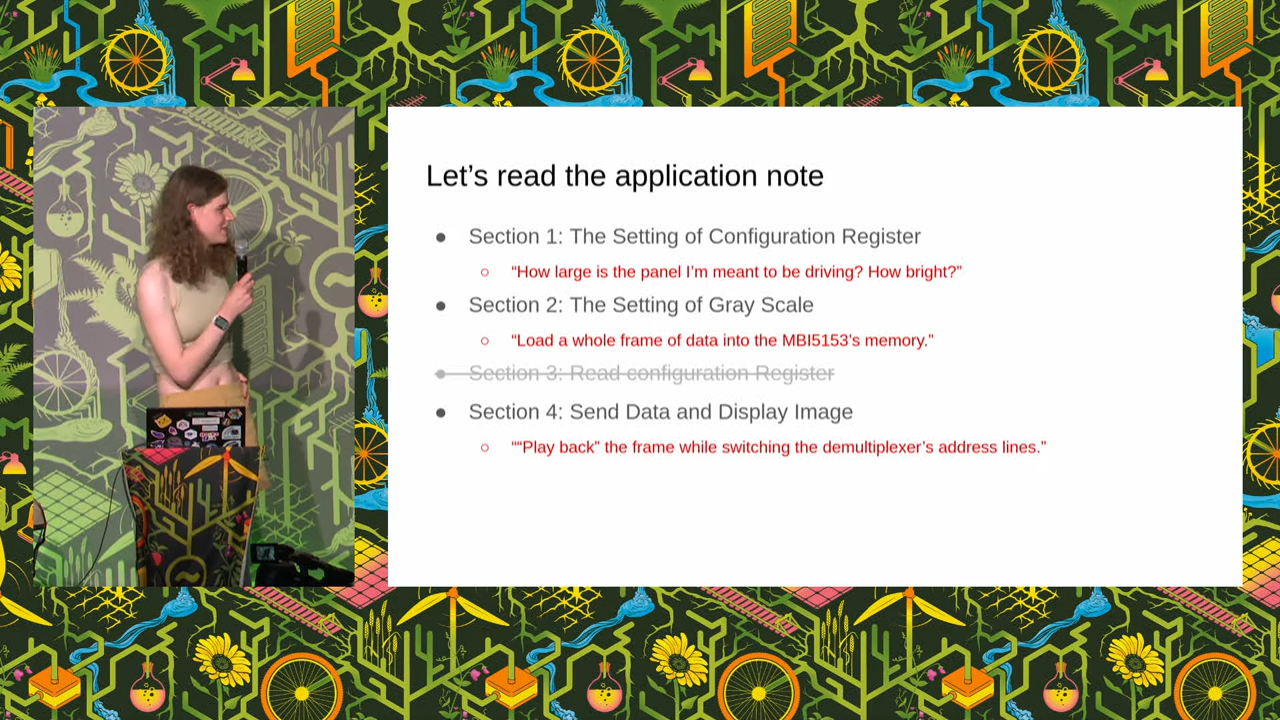 Let’s read the application note
● Section 1: The Setting of Configuration Register
○ “How large is the panel I’m meant to be driving? How bright?”
● Section 2: The Setting of Gray Scale
○ “Load a whole frame of data into the MBI5153’s memory.”
● Section 3: Read configuration Register
● Section 4: Send Data and Display Image
○ ““Play back” the frame while switching the demultiplexer’s address lines.”